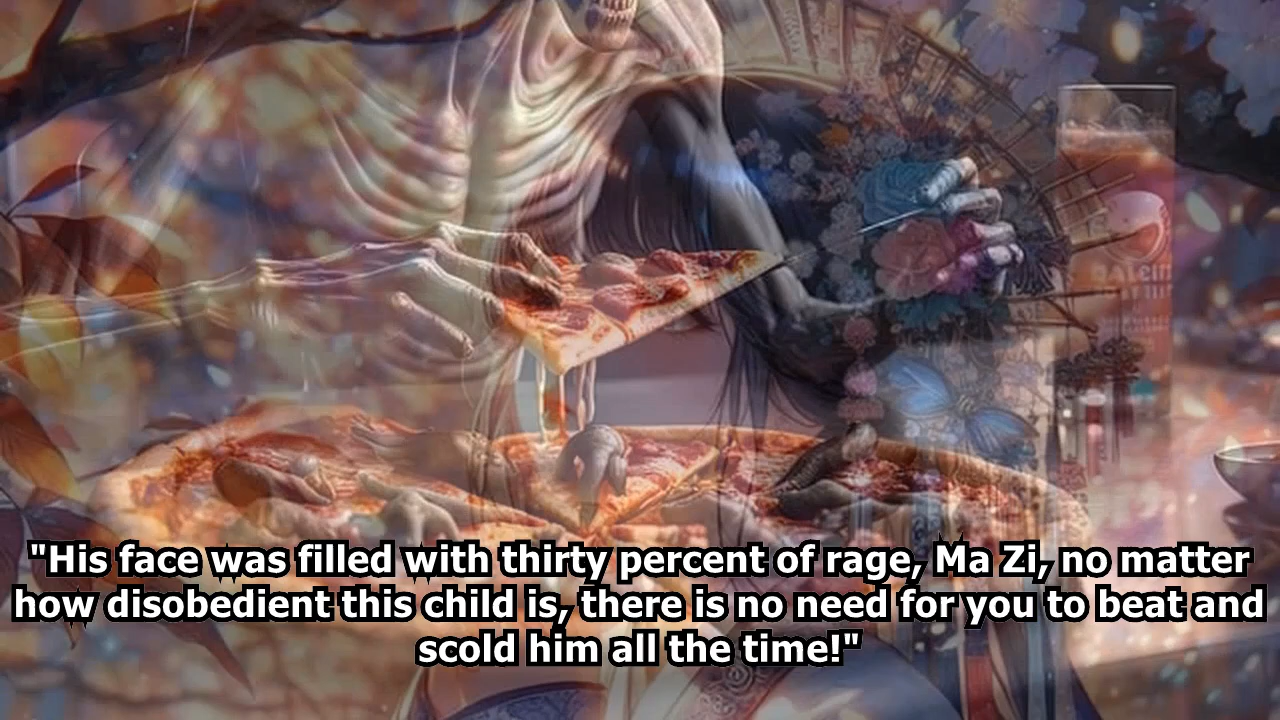 "His face was filled with thirty percent of rage, Ma Zi, no matter
how disobedient this child is, there is no need for you to beat and
scold him all the time!"